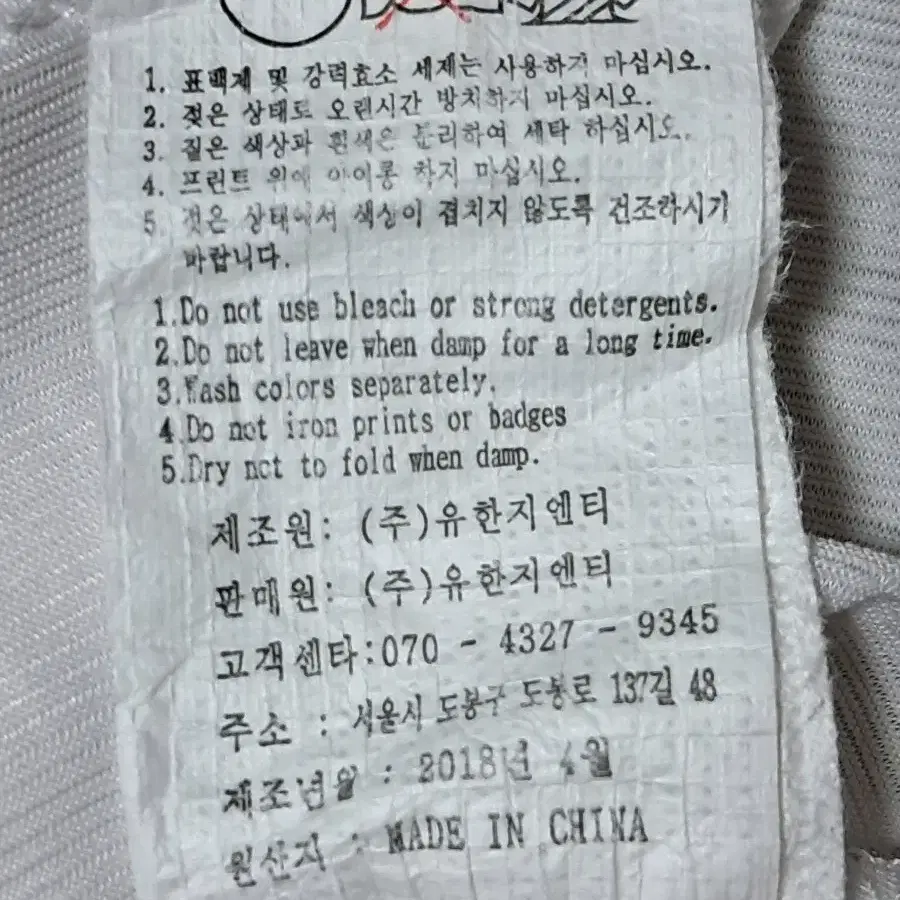 1. 표백제 및 강력효소 세제는 사용하지 마십시오.
2. 젖은 상태로 오랜시간 방치하지 마십시오.
3. 짙은 색상과 흰색은 분리하여 세탁 하십시오.
4. 프린트 위에 아이롱 하지 마십시오.
5. 젖은 상태에서 색상이 겹치지 않도록 건조하시기
바랍니다.
1.Do not use bleach or strong detergents.
2.Do not leave when damp for a long time.
3.Wash colors separately.
4.Do not iron prints or badges
5.Dry not to fold when damp.
제조원: (주)유한지엔티
판매원: (주)유한지엔티
고객센타:070 - 4327 - 9345
주소 : 서울시 도봉구 도봉로 137길 48
제조년월 : 2018년 4월
원산지 : MADE IN CHINA